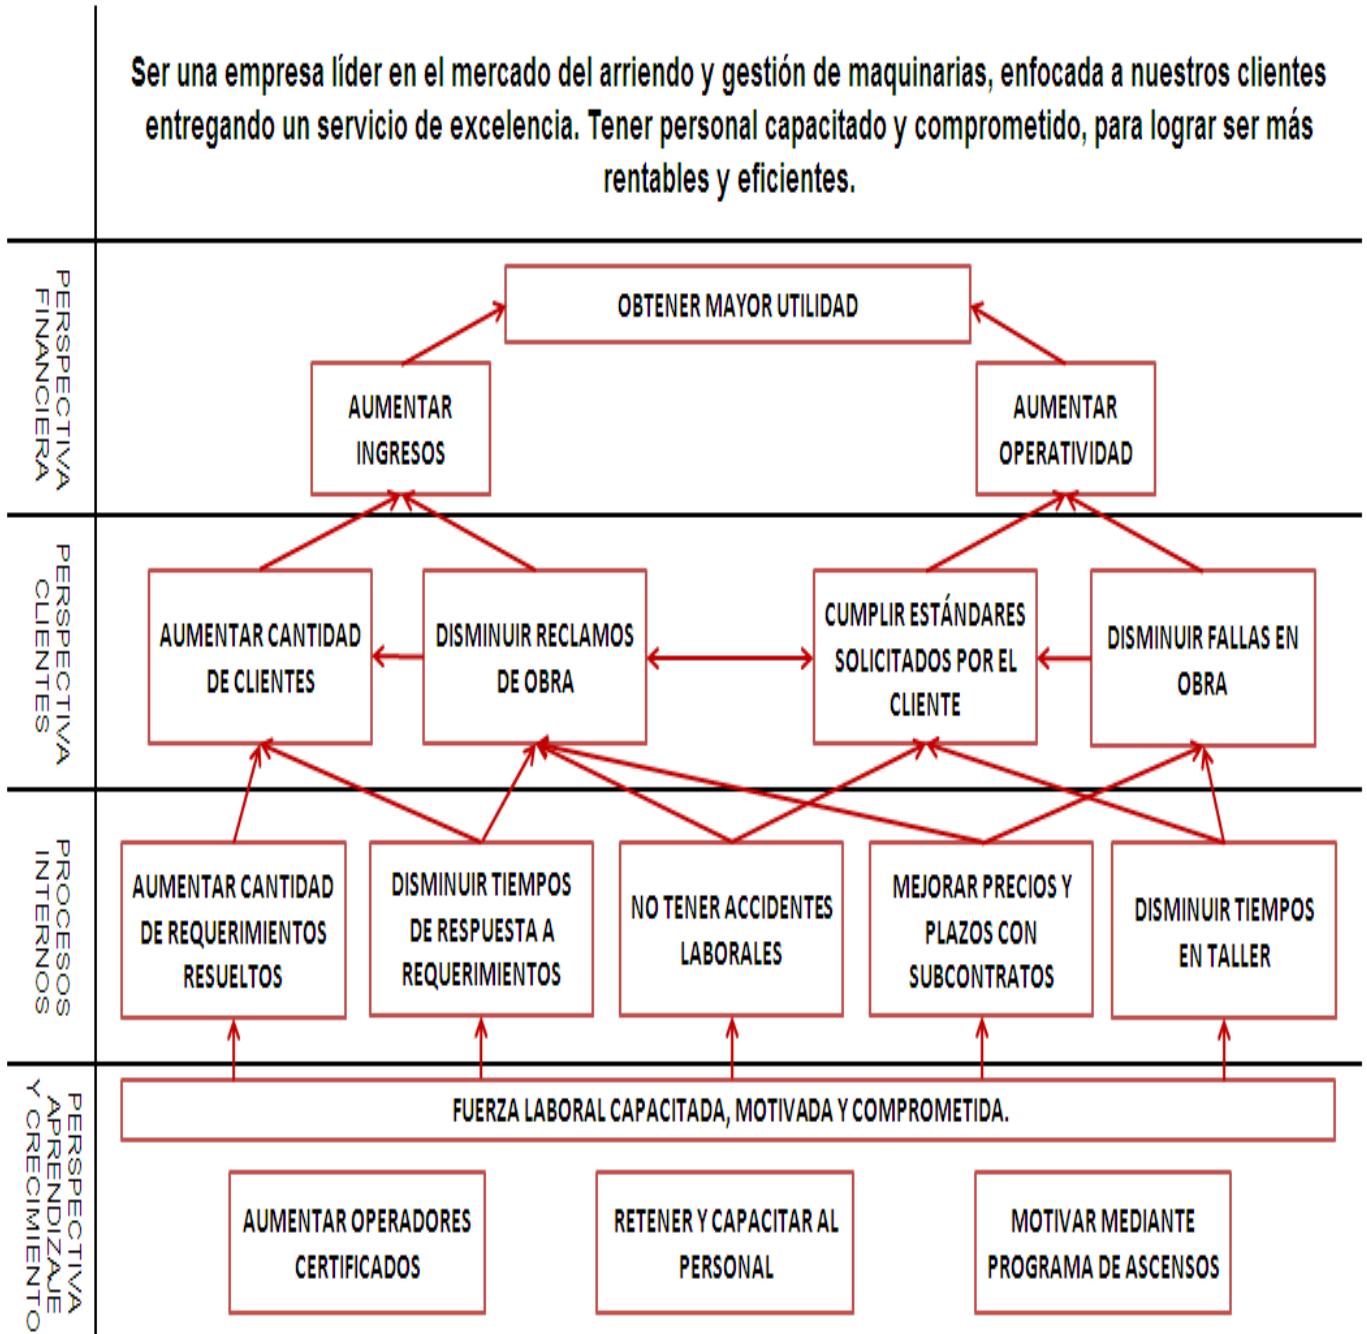 Ser una empresa líder en el mercado del arriendo y gestión de maquinarias, enfocada a nuestros clientes
entregando un servicio de excelencia. Tener personal capacitado y comprometido, para lograr ser más
rentables y eficientes.
PERSPECTIVA
FINANCIERA
OBTENER MAYOR UTILIDAD
AUMENTAR
INGRESOS
AUMENTAR
OPERATIVIDAD
PERSPECTIVA
CLIENTES
AUMENTAR CANTIDAD
DE CLIENTES
DISMINUIR RECLAMOS
DE OBRA
CUMPLIR ESTÁNDARES
SOLICITADOS POR EL
CLIENTE
DISMINUIR FALLAS EN
OBRA
PROCESOS
INTERNOS
AUMENTAR CANTIDAD
DE REQUERIMIENTOS
RESUELTOS
DISMINUIR TIEMPOS
DE RESPUESTA A
REQUERIMIENTOS
NO TENER ACCIDENTES
LABORALES
MEJORAR PRECIOS Y
PLAZOS CON
SUBCONTRATOS
DISMINUIR TIEMPOS
EN TALLER
PERSPECTIVA
APRENDIZAJE
Y CRECIMIENTO
FUERZA LABORAL CAPACITADA, MOTIVADA Y COMPROMETIDA.
AUMENTAR OPERADORES
CERTIFICADOS
RETENER Y CAPACITAR AL
PERSONAL
MOTIVAR MEDIANTE
PROGRAMA DE ASCENSOS